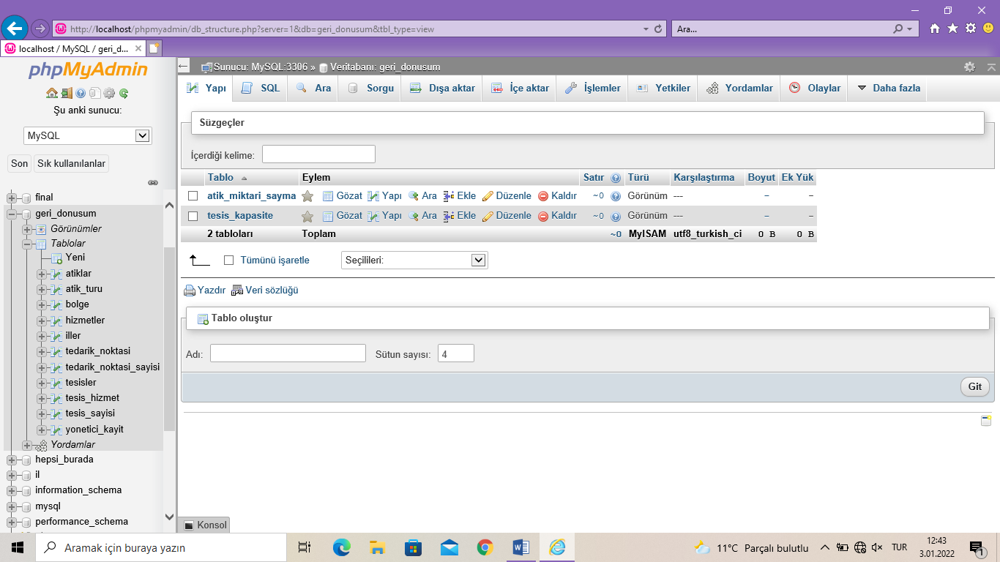 http://localhost/phpmyadmin/db_structure.php?server=1&db=geri_donusum&tbl_type=view
Ara...
localhost / MySQL / geri_d...
phpMyAdmin
Şu anki sunucu:
MySQL
Son Sık kullanılanlar
final
geri_donusum
Görünümler
Tablolar
Yeni
atiklar
atik_turu
bolge
hizmetler
iller
tedarik_noktasi
tedarik_noktasi_sayisi
tesisler
tesis_hizmet
tesis_sayisi
yonetici_kayit
Yordamlar
hepsi_burada
il
information_schema
mysql
performance_schema
Sunucu: MySQL:3306 » Veritabanı: geri_donusum
Yapı SQL Ara Sorgu Dışa aktar İçe aktar İşlemler Yetkiler Yordamlar Olaylar Daha fazla
Süzgeçler
İçerdiği kelime:
Tablo Eylem Satır Türü Karşılaştırma Boyut Ek Yük
atik_miktari_sayma Gözat Yapı Ara Ekle Düzenle Kaldır ~0 Görünüm --- – –
tesis_kapasite Gözat Yapı Ara Ekle Düzenle Kaldır ~0 Görünüm --- – –
2 tabloları Toplam ~0 MyISAM utf8_turkish_ci 0 B 0 B
Tümünü işaretle Seçilileri:
Yazdır Veri sözlüğü
Tablo oluştur
Adı: Sütun sayısı: 4
Git
Konsol
Aramak için buraya yazın
11°C Parçalı bulutlu
TUR
12:43
3.01.2022
1